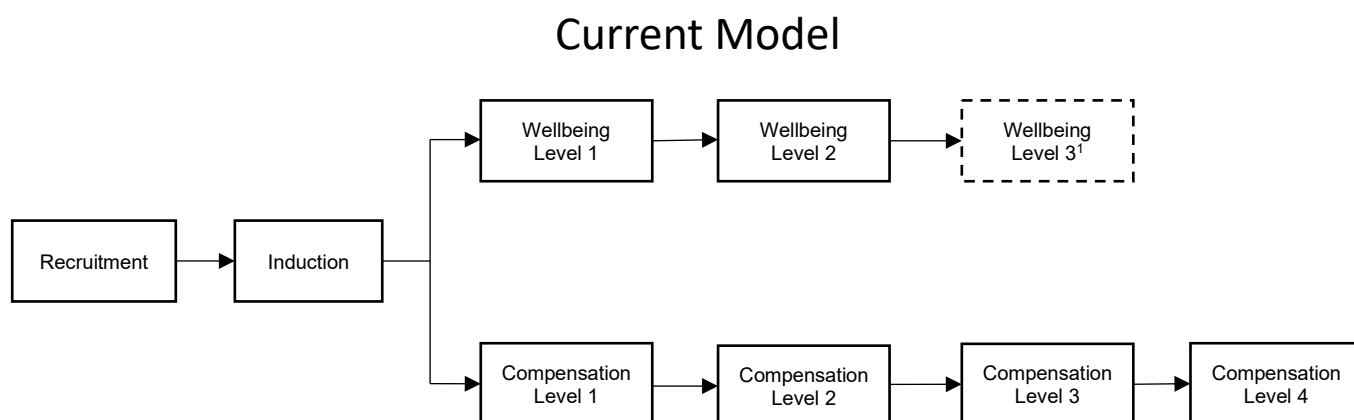 Current Model
Wellbeing
Level 1
Wellbeing
Level 2
Wellbeing
Level 3¹
Recruitment
Induction
Compensation
Level 1
Compensation
Level 2
Compensation
Level 3
Compensation
Level 4